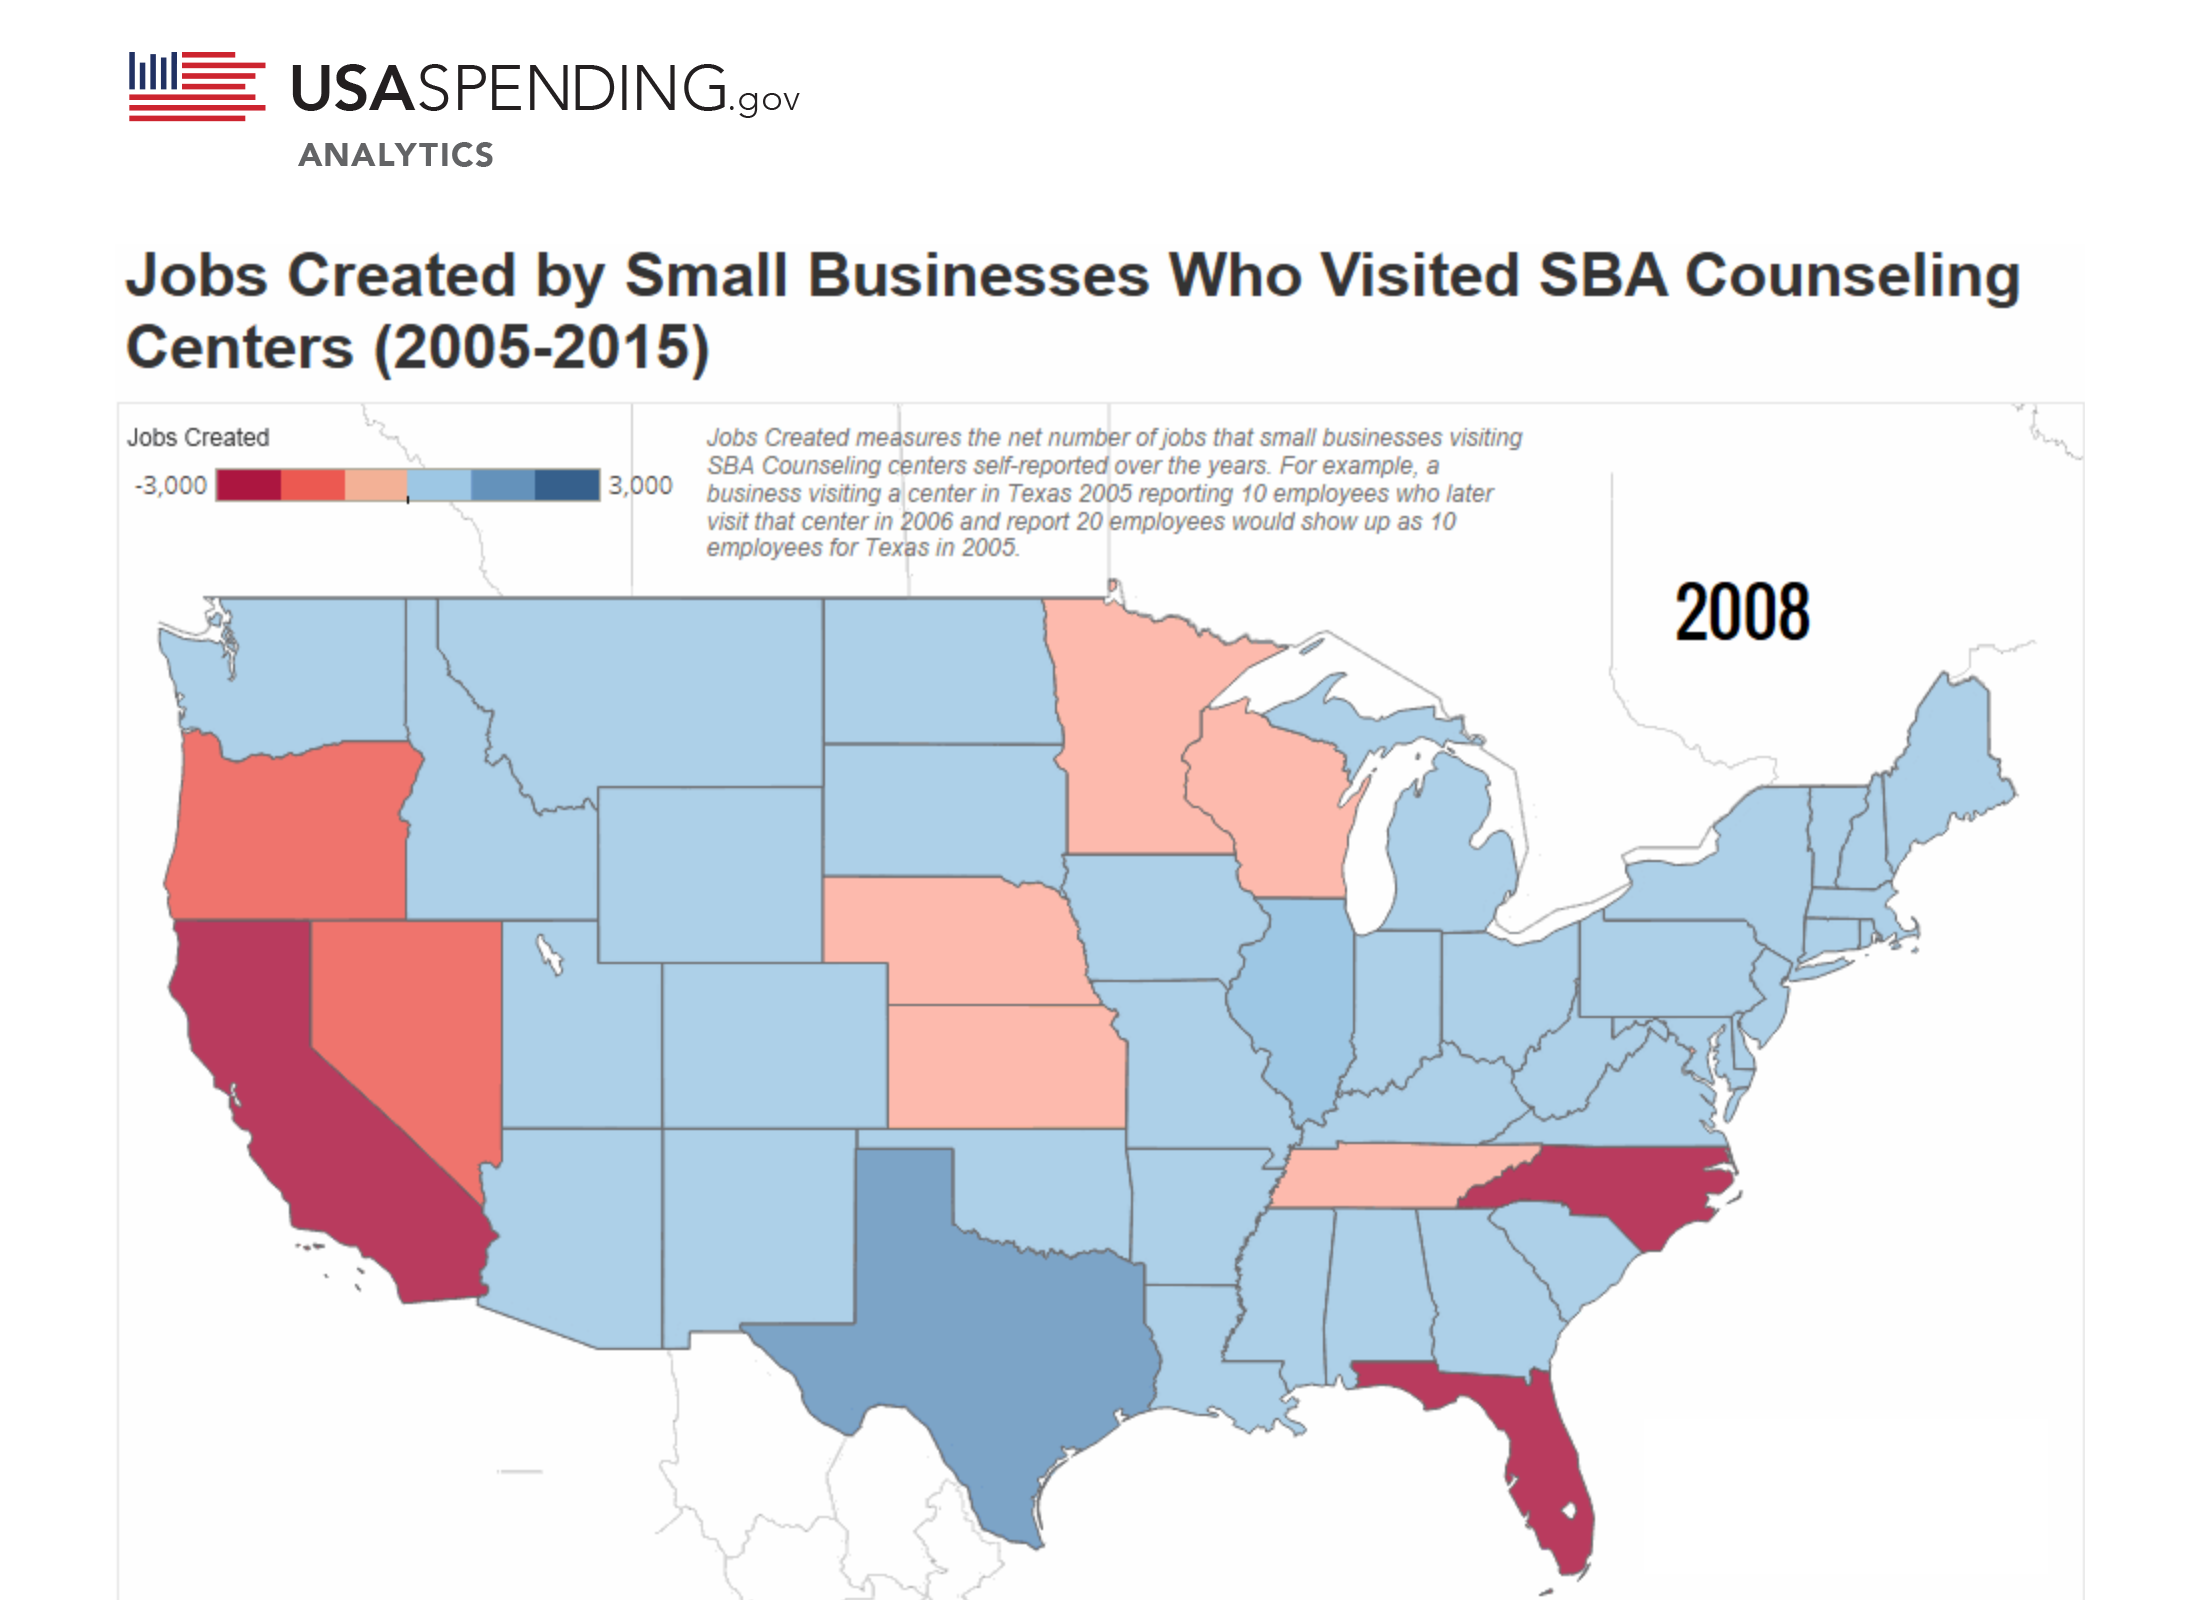 USASPENDING.gov
ANALYTICS
Jobs Created by Small Businesses Who Visited SBA Counseling
Centers (2005-2015)
Jobs Created
-3,000 3,000
Jobs Created measures the net number of jobs that small businesses visiting
SBA Counseling centers self-reported over the years. For example, a
business visiting a center in Texas 2005 reporting 10 employees who later
visit that center in 2006 and report 20 employees would show up as 10
employees for Texas in 2005.
2008